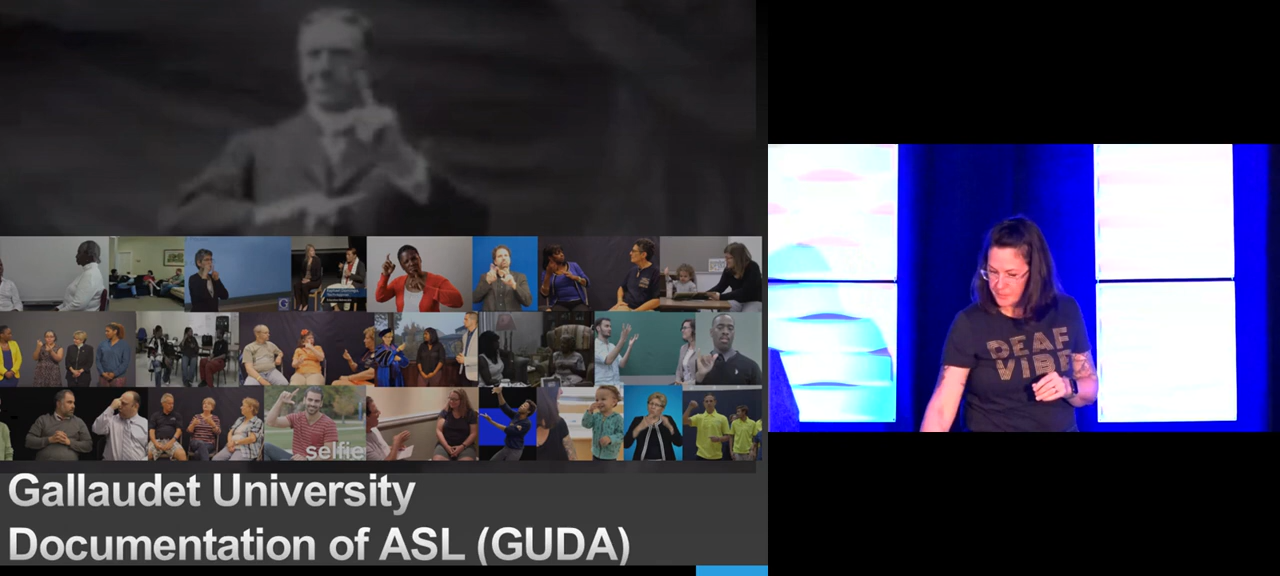 selfie
Gallaudet University
Documentation of ASL (GUDA)
DEAF
VIBE